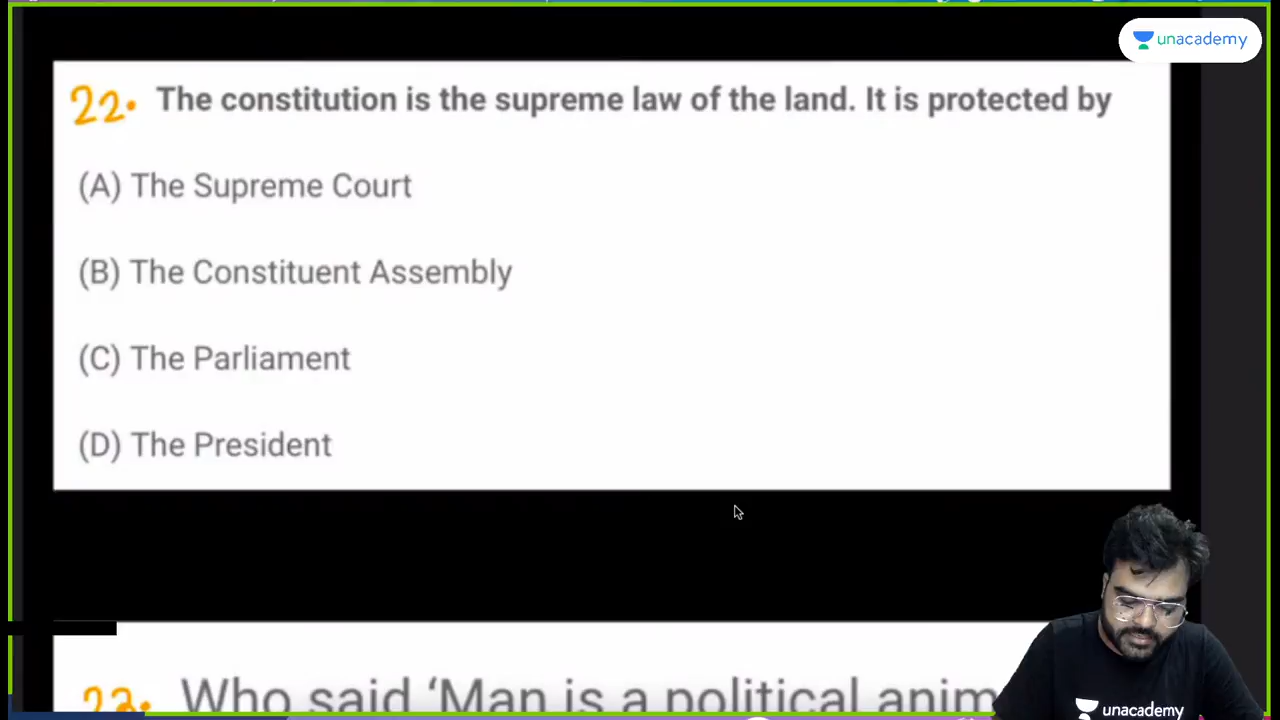 unacademy
22. The constitution is the supreme law of the land. It is protected by
(A) The Supreme Court
(B) The Constituent Assembly
(C) The Parliament
(D) The President
23. Who said ‘Man is a political anim
unacademy